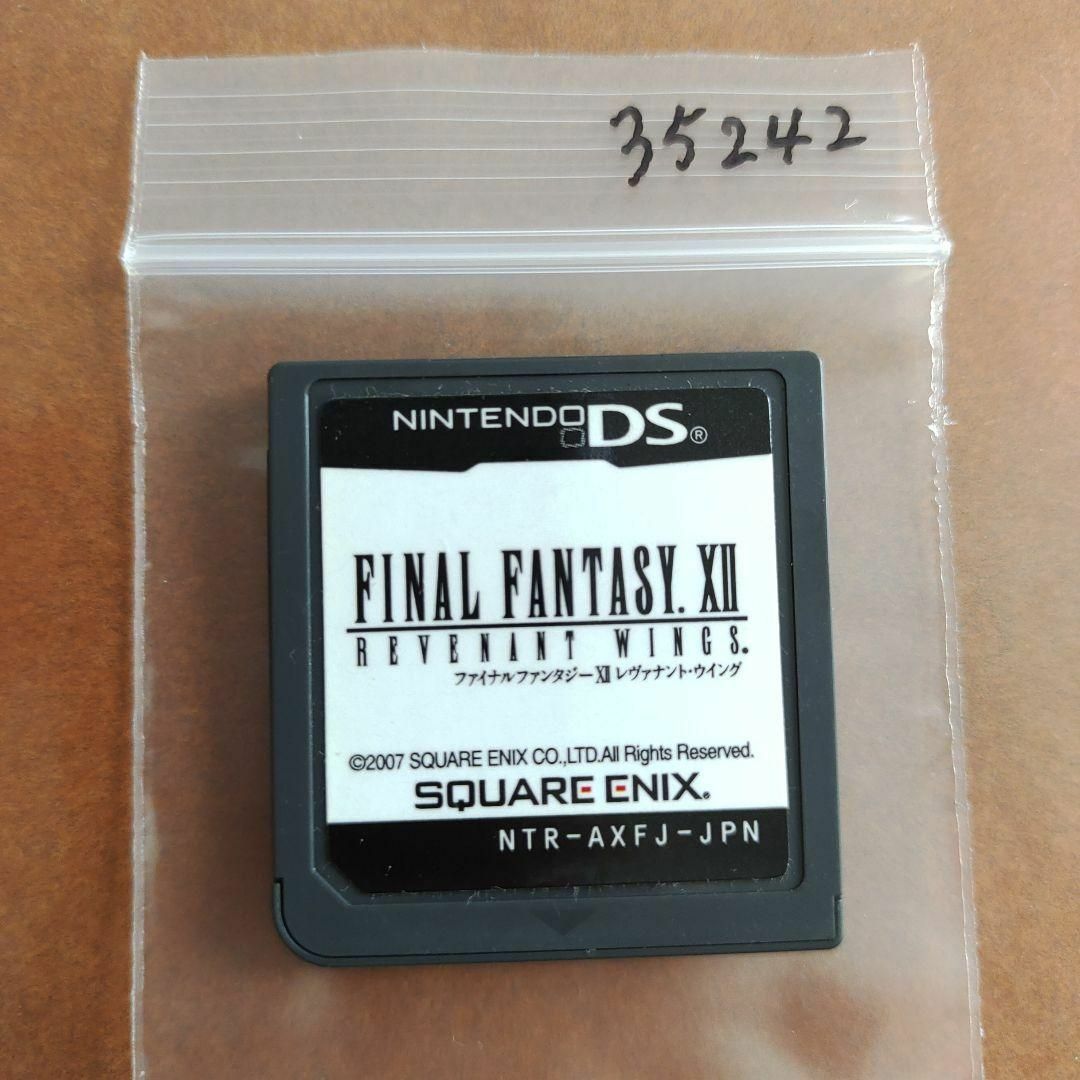 35242
NINTENDO DS®
FINAL FANTASY. XII
REVENANT WINGS.
ファイナルファンタジーXII レヴァナント・ウイング
©2007 SQUARE ENIX CO.,LTD.All Rights Reserved.
SQUARE ENIX.
NTR-AXFJ-JPN